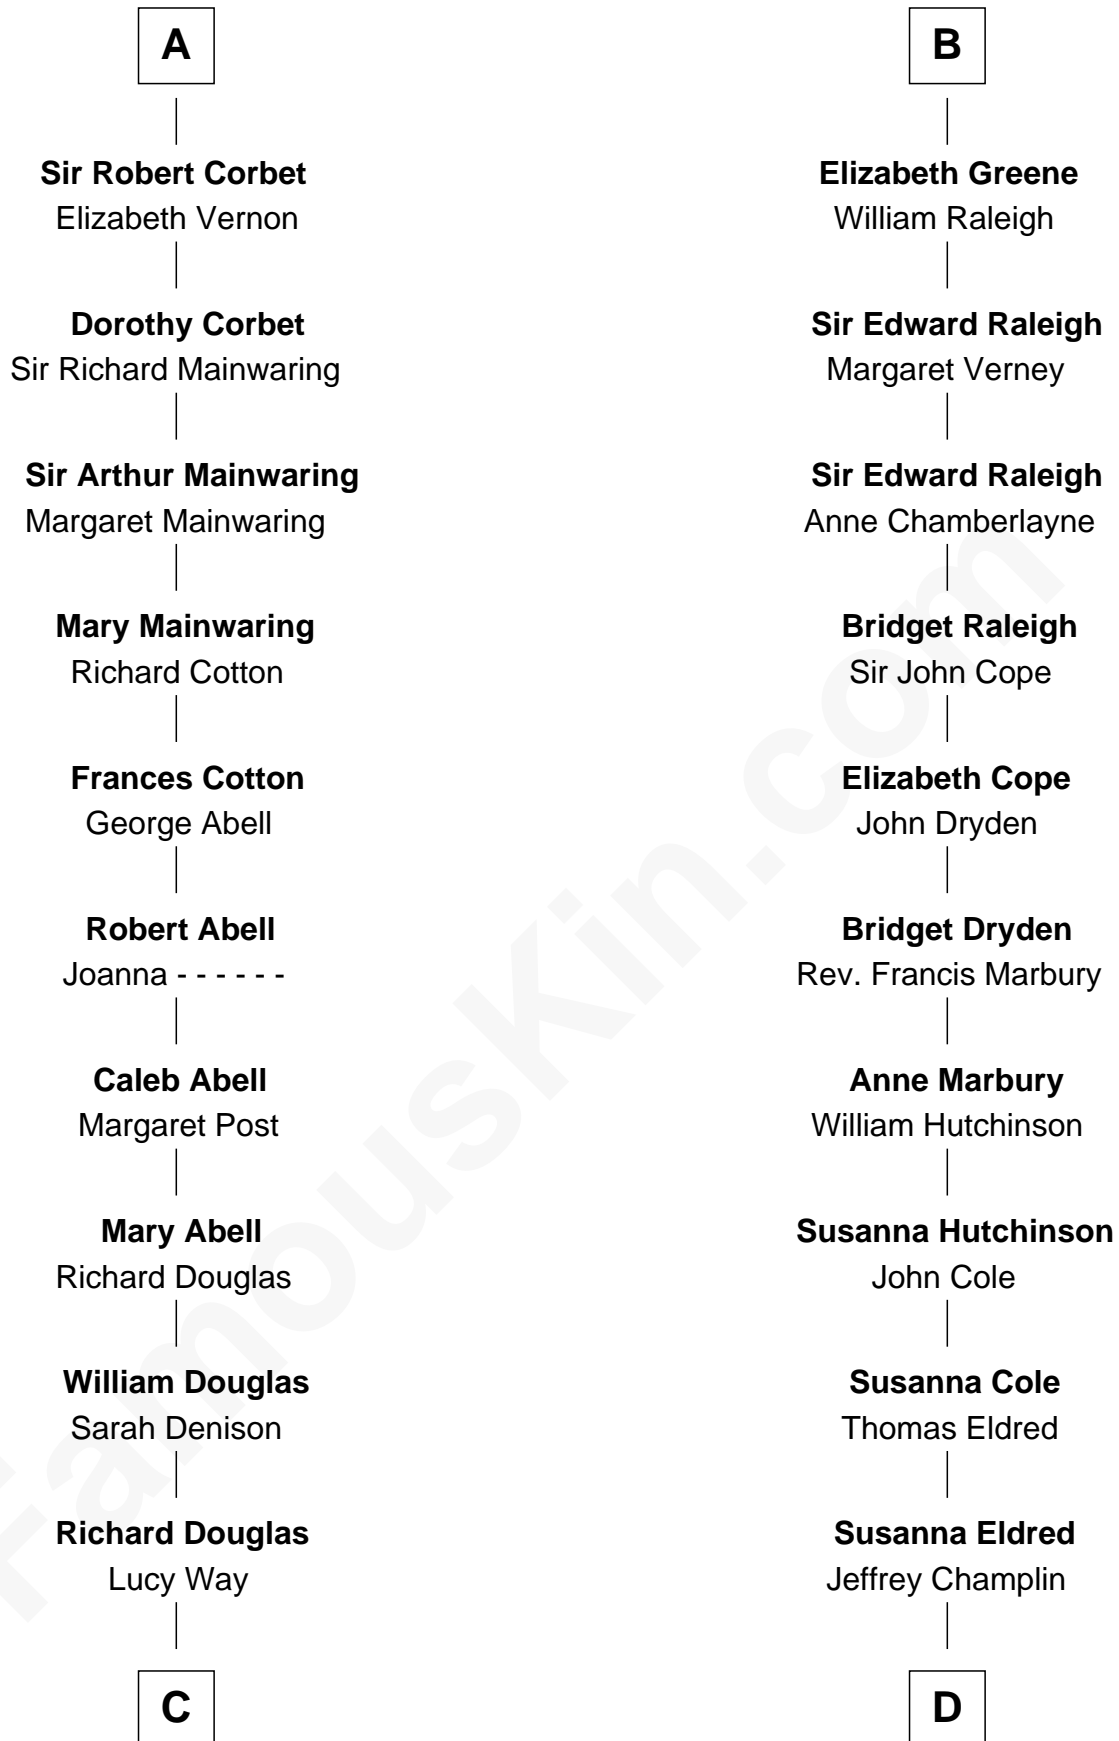 A
Sir Robert Corbet
Elizabeth Vernon
Dorothy Corbet
Sir Richard Mainwaring
Sir Arthur Mainwaring
Margaret Mainwaring
Mary Mainwaring
Richard Cotton
Frances Cotton
George Abell
Robert Abell
Joanna - - - - - -
Caleb Abell
Margaret Post
Mary Abell
Richard Douglas
William Douglas
Sarah Denison
Richard Douglas
Lucy Way
C
B
Elizabeth Greene
William Raleigh
Sir Edward Raleigh
Margaret Verney
Sir Edward Raleigh
Anne Chamberlayne
Bridget Raleigh
Sir John Cope
Elizabeth Cope
John Dryden
Bridget Dryden
Rev. Francis Marbury
Anne Marbury
William Hutchinson
Susanna Hutchinson
John Cole
Susanna Cole
Thomas Eldred
Susanna Eldred
Jeffrey Champlin
D
FamousKin.com